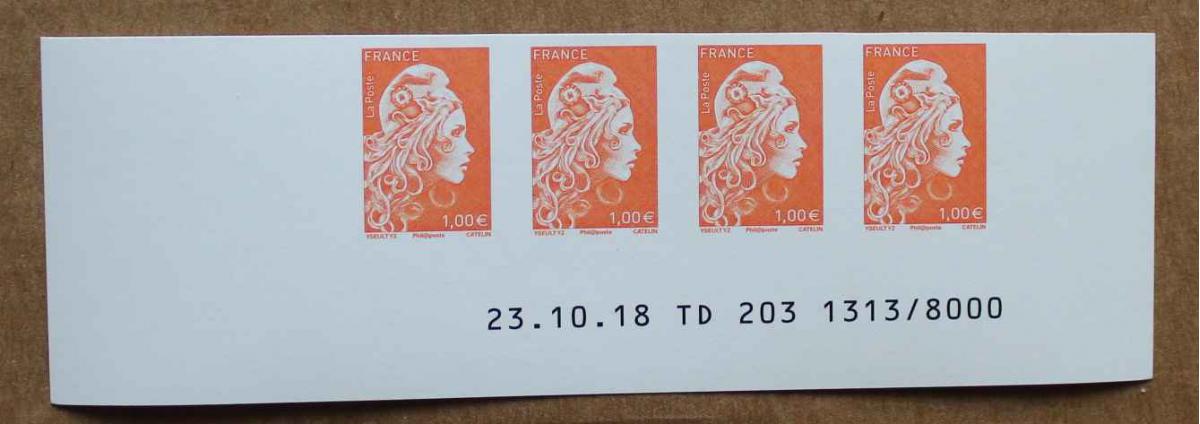 FRANCE FRANCE FRANCE FRANCE
La Poste La Poste La Poste La Poste
1,00€ 1,00€ 1,00€ 1,00€
YSEULT YZ Phil@poste CATELIN YSEULT YZ Phil@poste CATELIN YSEULT YZ Phil@poste CATELIN YSEULT YZ Phil@poste CATELIN
23.10.18 TD 203 1313/8000